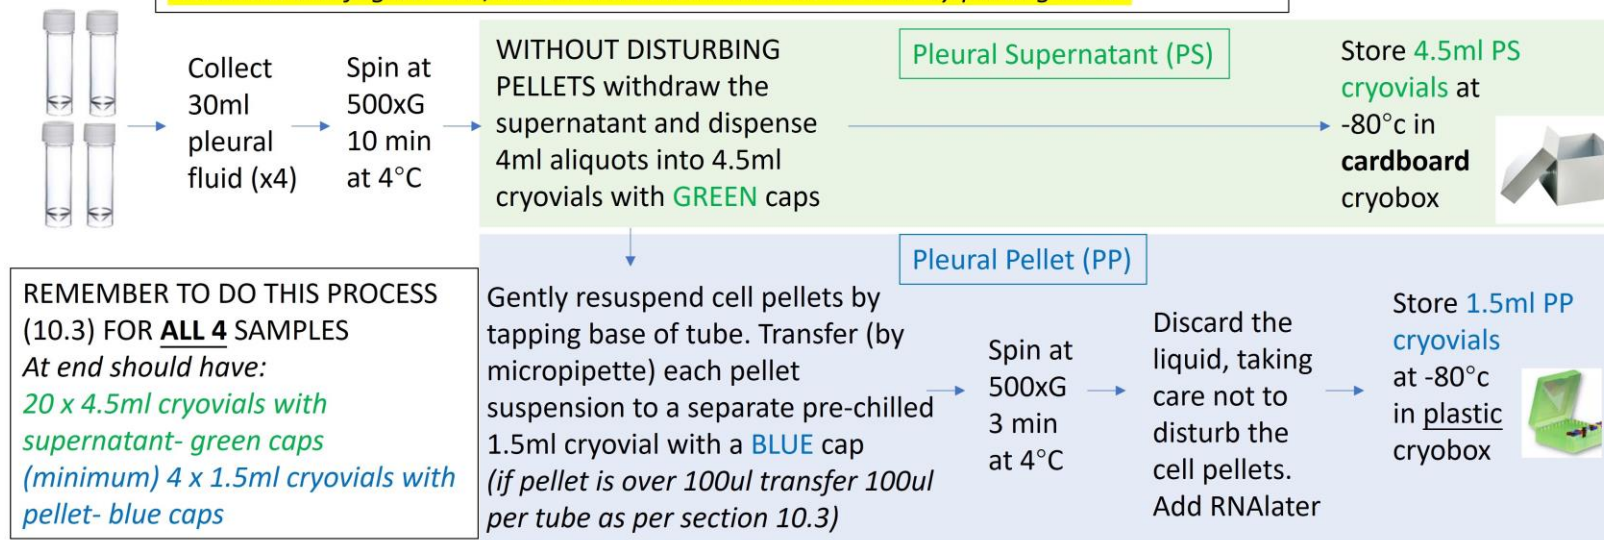 Collect
30ml
pleural
fluid (x4)
Spin at
500xG
10 min
at 4°C
WITHOUT DISTURBING
PELLETS withdraw the
supernatant and dispense
4ml aliquots into 4.5ml
cryovials with GREEN caps
Pleural Supernatant (PS)
Store 4.5ml PS
cryovials at
-80°c in
cardboard
cryobox
REMEMBER TO DO THIS PROCESS
(10.3) FOR ALL 4 SAMPLES
At end should have:
20 x 4.5ml cryovials with
supernatant- green caps
(minimum) 4 x 1.5ml cryovials with
pellet- blue caps
Pleural Pellet (PP)
Gently resuspend cell pellets by
tapping base of tube. Transfer (by
micropipette) each pellet
suspension to a separate pre-chilled
1.5ml cryovial with a BLUE cap
(if pellet is over 100ul transfer 100ul
per tube as per section 10.3)
Spin at
500xG
3 min
at 4°C
Discard the
liquid, taking
care not to
disturb the
cell pellets.
Add RNAlater
Store 1.5ml PP
cryovials
at -80°c
in plastic
cryobox